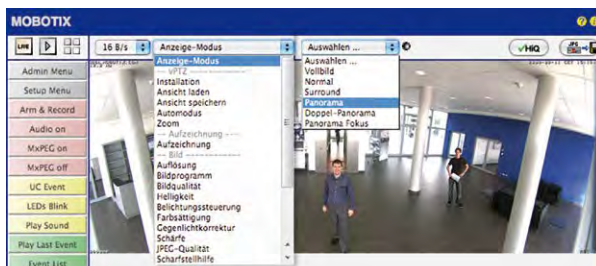 MOBOTIX
LIVE
16 B/s
Anzeige-Modus
Auswählen ...
HiQ
Admin Menu
Setup Menu
Arm & Record
Audio on
MxPEG on
MxPEG off
UC Event
LEDs Blink
Play Sound
Play Last Event
Event List
Anzeige-Modus
-- VPTZ --
Installation
Ansicht laden
Ansicht speichern
Automodus
Zoom
-- Aufzeichnung --
Aufzeichnung
-- Bild --
Auflösung
Bildprogramm
Bildqualität
Helligkeit
Belichtungssteuerung
Farbsättigung
Gegenlichtkorrektur
Schärfe
JPEG-Qualität
Scharfstellhilfe
Auswählen ...
Vollbild
Normal
Surround
Panorama
Doppel-Panorama
Panorama Fokus